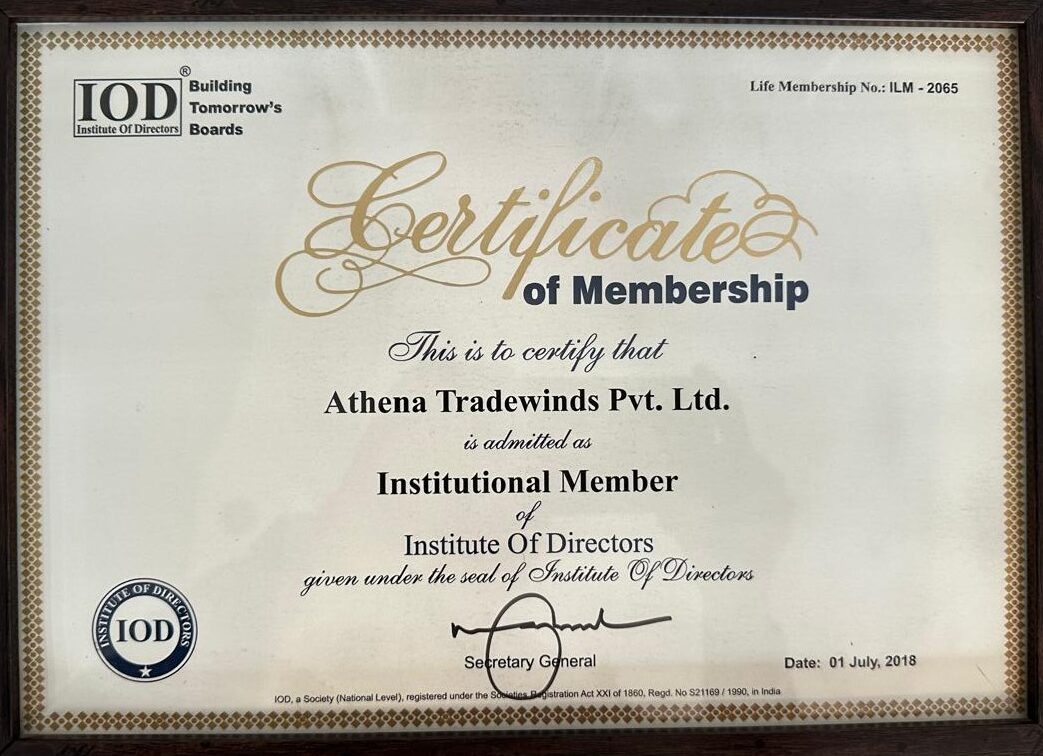 IOD®
Institute Of Directors
Building
Tomorrow's
Boards
Life Membership No.: ILM - 2065
Certificate
of Membership
This is to certify that
Athena Tradewinds Pvt. Ltd.
is admitted as
Institutional Member
of
Institute Of Directors
given under the seal of Institute Of Directors
INSTITUTE OF DIRECTORS
IOD
Secretary General
Date: 01 July, 2018
IOD, a Society (National Level), registered under the Societies Registration Act XXI of 1860, Regd. No S21169 / 1990, in India